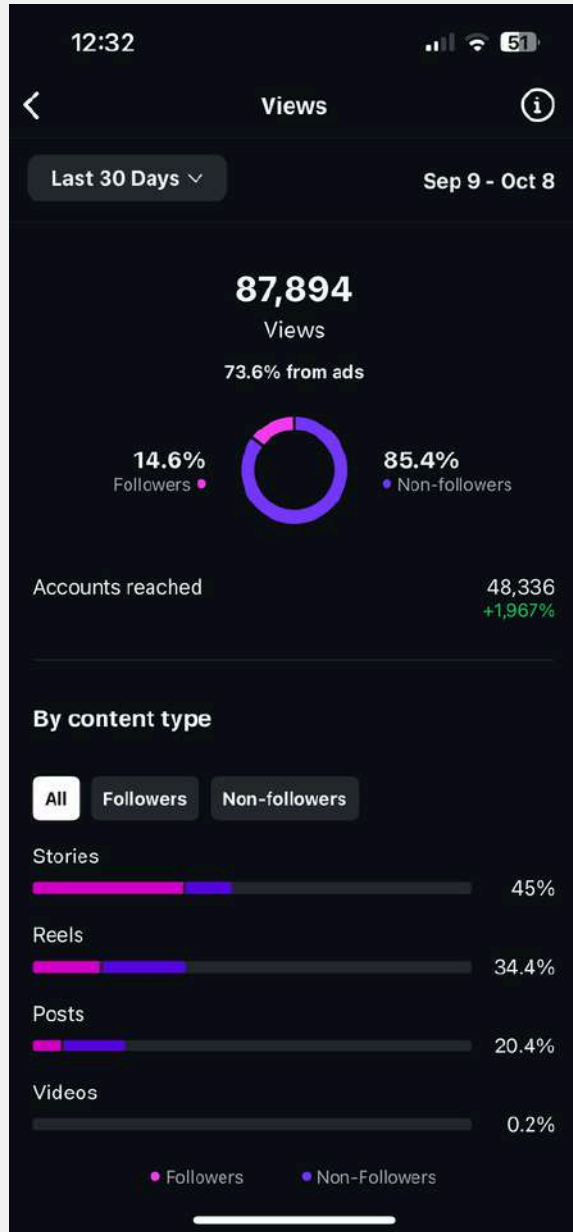 12:32
51
Views
Last 30 Days
Sep 9 - Oct 8
87,894
Views
73.6% from ads
14.6%
Followers
85.4%
Non-followers
Accounts reached
48,336
+1,967%
By content type
All
Followers
Non-followers
Stories
45%
Reels
34.4%
Posts
20.4%
Videos
0.2%
Followers
Non-Followers